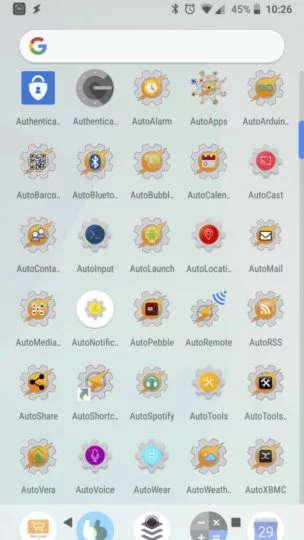 45% 10:26
G
Authentica.. Authentica.. AutoAlarm AutoApps AutoArduin..
AutoBarco.. AutoBlueto.. AutoBubbl.. AutoCalen.. AutoCast
AutoConta.. AutoInput AutoLaunch AutoLocati.. AutoMail
AutoMedia.. AutoNotific.. AutoPebble AutoRemote AutoRSS
AutoShare AutoShortc.. AutoSpotify AutoTools AutoTools..
AutoVera AutoVoice AutoWear AutoWeath.. AutoXBMC
29